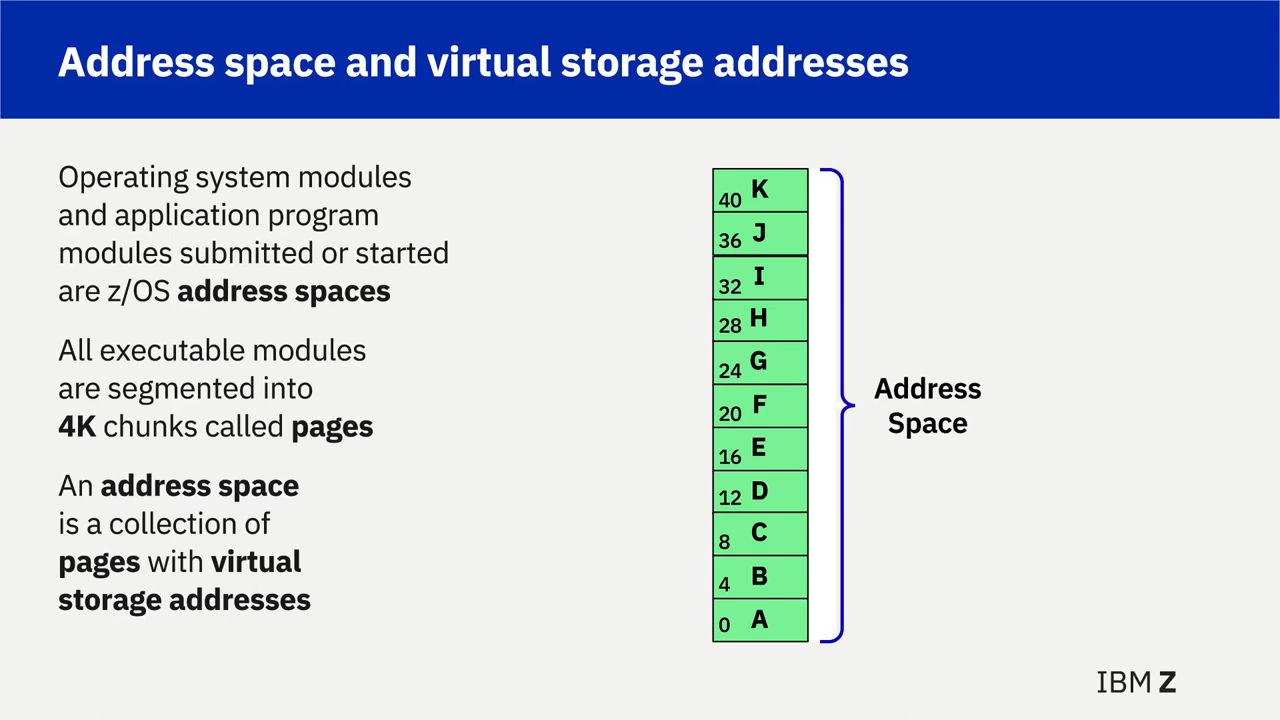 Address space and virtual storage addresses
Operating system modules
and application program
modules submitted or started
are z/OS address spaces
All executable modules
are segmented into
4K chunks called pages
An address space
is a collection of
pages with virtual
storage addresses
40 K
36 J
32 I
28 H
24 G
20 F
16 E
12 D
8 C
4 B
0 A
Address
Space
IBM Z